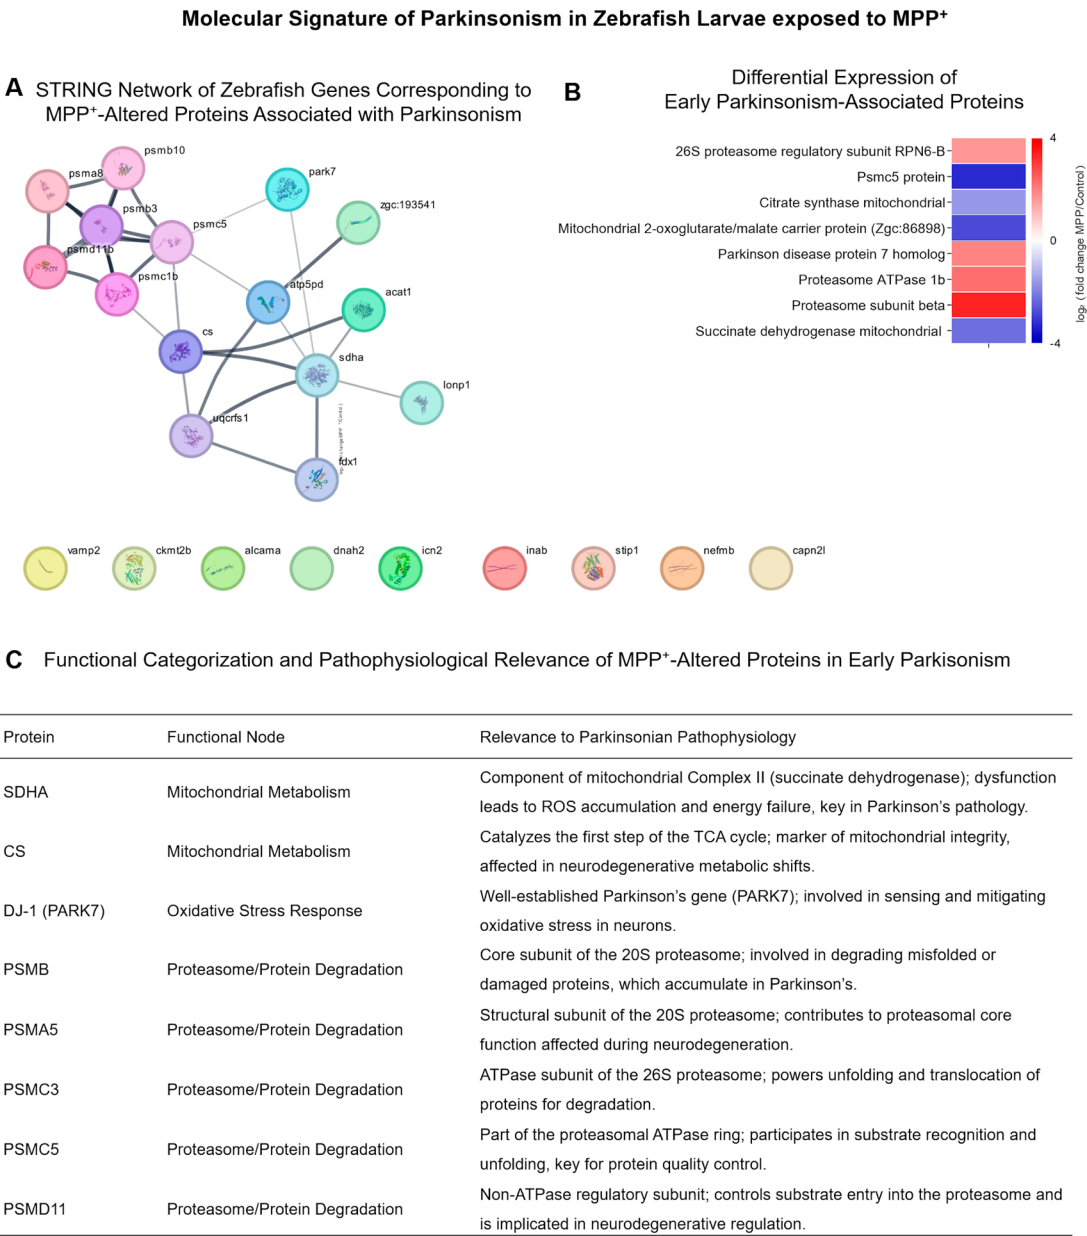 Molecular Signature of Parkinsonism in Zebrafish Larvae exposed to MPP⁺
A
STRING Network of Zebrafish Genes Corresponding to
MPP⁺-Altered Proteins Associated with Parkinsonism
psmb10
psma8
park7
psmb3
zgc:193541
psmc5
psmd11b
psmc1b
atp5pd
acat1
cs
sdha
lonp1
uqcrfs1
fdx1
vamp2
ckmt2b
alcama
dnah2
icn2
inab
stip1
nefmb
capn2l
B
Differential Expression of
Early Parkinsonism-Associated Proteins
26S proteasome regulatory subunit RPN6-B
Psmc5 protein
Citrate synthase mitochondrial
Mitochondrial 2-oxoglutarate/malate carrier protein (Zgc:86898)
Parkinson disease protein 7 homolog
Proteasome ATPase 1b
Proteasome subunit beta
Succinate dehydrogenase mitochondrial
4
0
-4
log₂ (fold change MPP/Control)
C
Functional Categorization and Pathophysiological Relevance of MPP⁺-Altered Proteins in Early Parkisonism
Protein Functional Node Relevance to Parkinsonian Pathophysiology
SDHA Mitochondrial Metabolism Component of mitochondrial Complex II (succinate dehydrogenase); dysfunction
leads to ROS accumulation and energy failure, key in Parkinson's pathology.
CS Mitochondrial Metabolism Catalyzes the first step of the TCA cycle; marker of mitochondrial integrity,
affected in neurodegenerative metabolic shifts.
DJ-1 (PARK7) Oxidative Stress Response Well-established Parkinson's gene (PARK7); involved in sensing and mitigating
oxidative stress in neurons.
PSMB Proteasome/Protein Degradation Core subunit of the 20S proteasome; involved in degrading misfolded or
damaged proteins, which accumulate in Parkinson's.
PSMA5 Proteasome/Protein Degradation Structural subunit of the 20S proteasome; contributes to proteasomal core
function affected during neurodegeneration.
PSMC3 Proteasome/Protein Degradation ATPase subunit of the 26S proteasome; powers unfolding and translocation of
proteins for degradation.
PSMC5 Proteasome/Protein Degradation Part of the proteasomal ATPase ring; participates in substrate recognition and
unfolding, key for protein quality control.
PSMD11 Proteasome/Protein Degradation Non-ATPase regulatory subunit; controls substrate entry into the proteasome and
is implicated in neurodegenerative regulation.